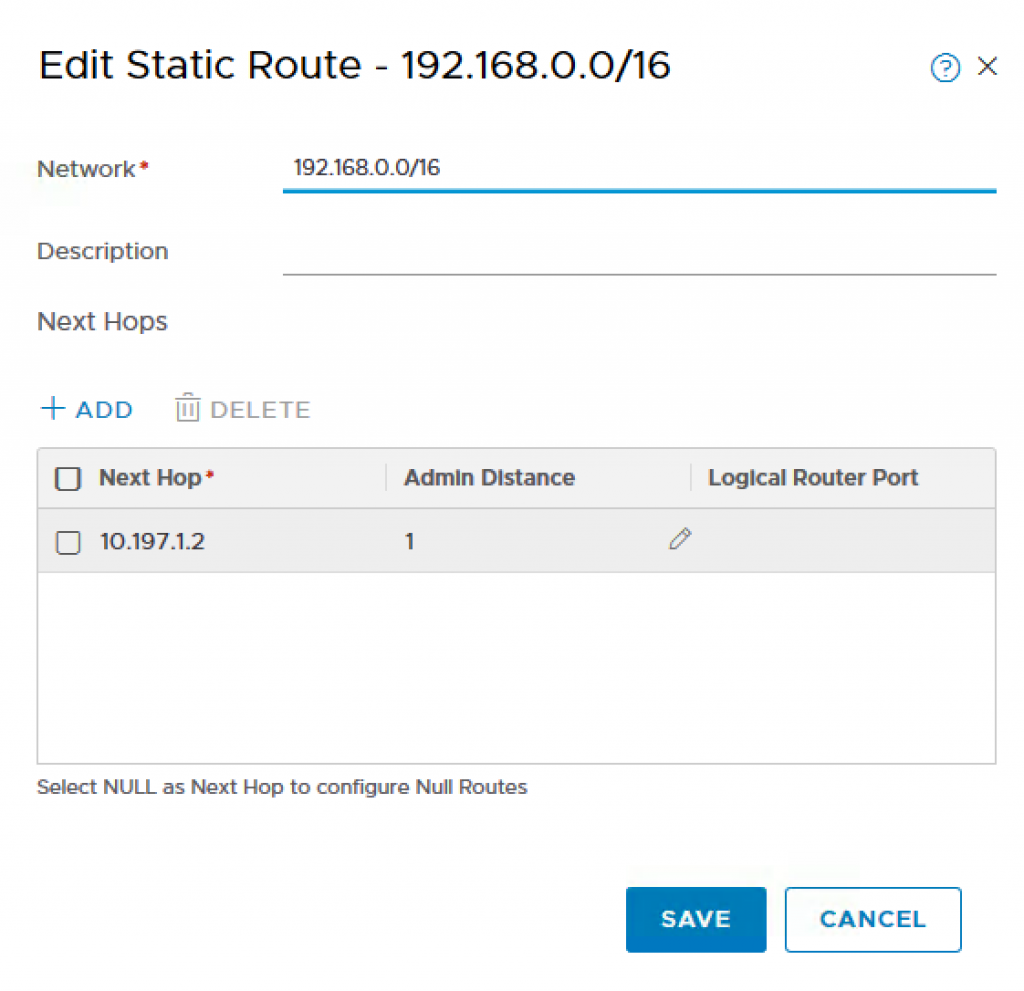 Edit Static Route - 192.168.0.0/16
Network* 192.168.0.0/16
Description
Next Hops
+ ADD DELETE
Next Hop* Admin Distance Logical Router Port
10.197.1.2 1
Select NULL as Next Hop to configure Null Routes
SAVE CANCEL